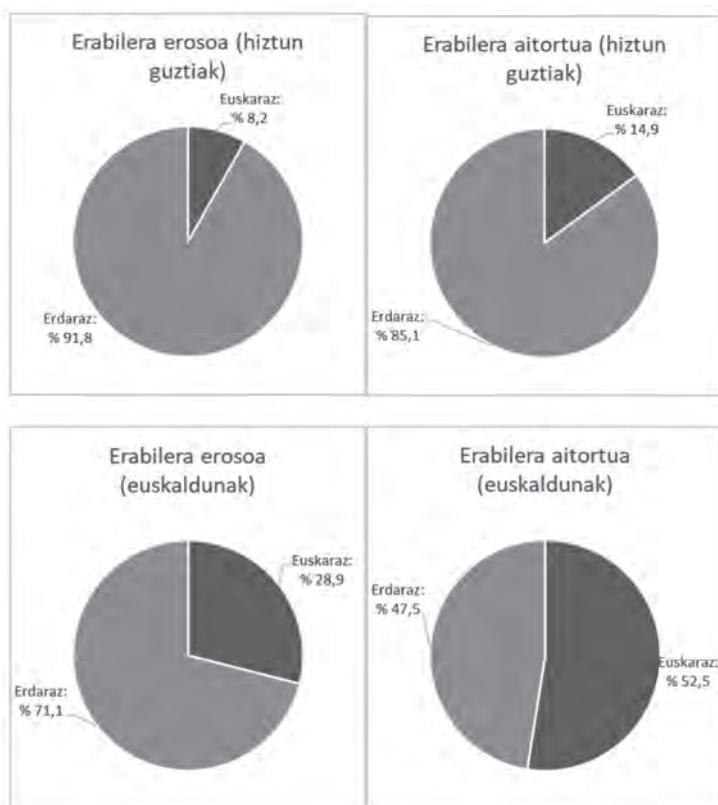 Erabilera erosoa (hiztun
guztiak)
Euskaraz:
% 8,2
Erdaraz:
% 91,8
Erabilera aitortua (hiztun
guztiak)
Euskaraz:
% 14,9
Erdaraz:
% 85,1
Erabilera erosoa
(euskaldunak)
Euskaraz:
% 28,9
Erdaraz:
% 71,1
Erabilera aitortua
(euskaldunak)
Erdaraz:
% 47,5
Euskaraz:
% 52,5